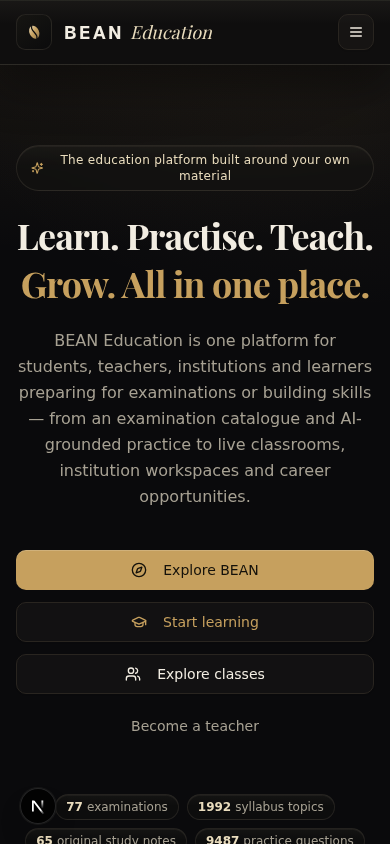 BEAN Education
The education platform built around your own
material
Learn. Practise. Teach.
Grow. All in one place.
BEAN Education is one platform for
students, teachers, institutions and learners
preparing for examinations or building skills
— from an examination catalogue and AI-
grounded practice to live classrooms,
institution workspaces and career
opportunities.
Explore BEAN
Start learning
Explore classes
Become a teacher
N
77 examinations
1992 syllabus topics
65 original study notes
9487 practice questions